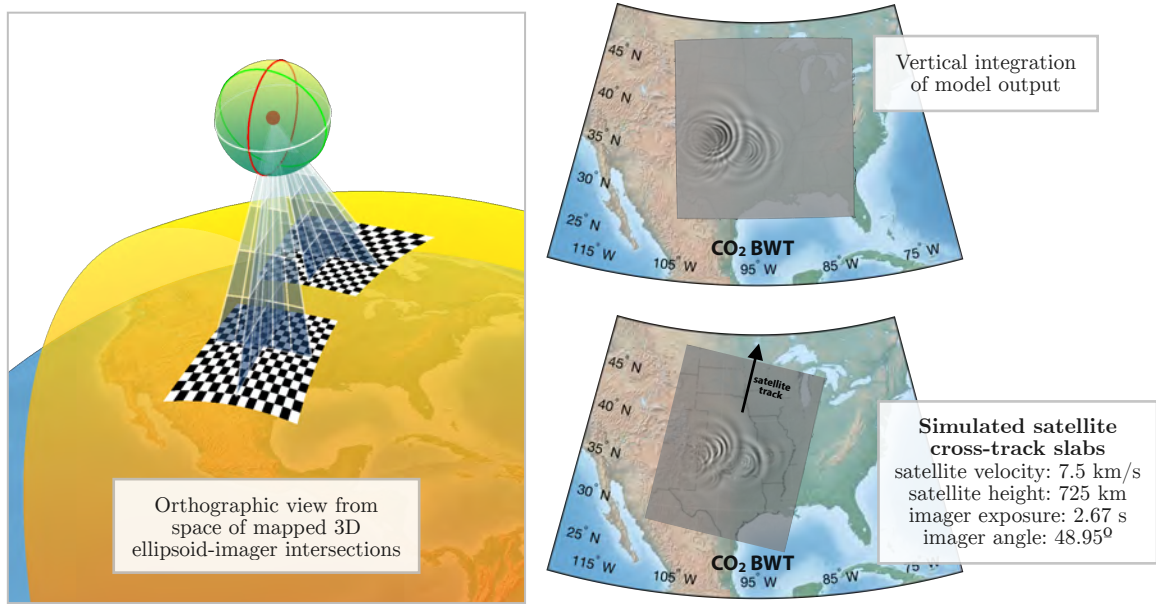 Orthographic view from
space of mapped 3D
ellipsoid-imager intersections
45° N
40° N
35° N
30° N
25° N
115° W
105° W
95° W
85° W
75° W
CO₂ BWT
Vertical integration
of model output
45° N
40° N
35° N
30° N
25° N
115° W
105° W
95° W
85° W
75° W
satellite
track
CO₂ BWT
Simulated satellite
cross-track slabs
satellite velocity: 7.5 km/s
satellite height: 725 km
imager exposure: 2.67 s
imager angle: 48.95º